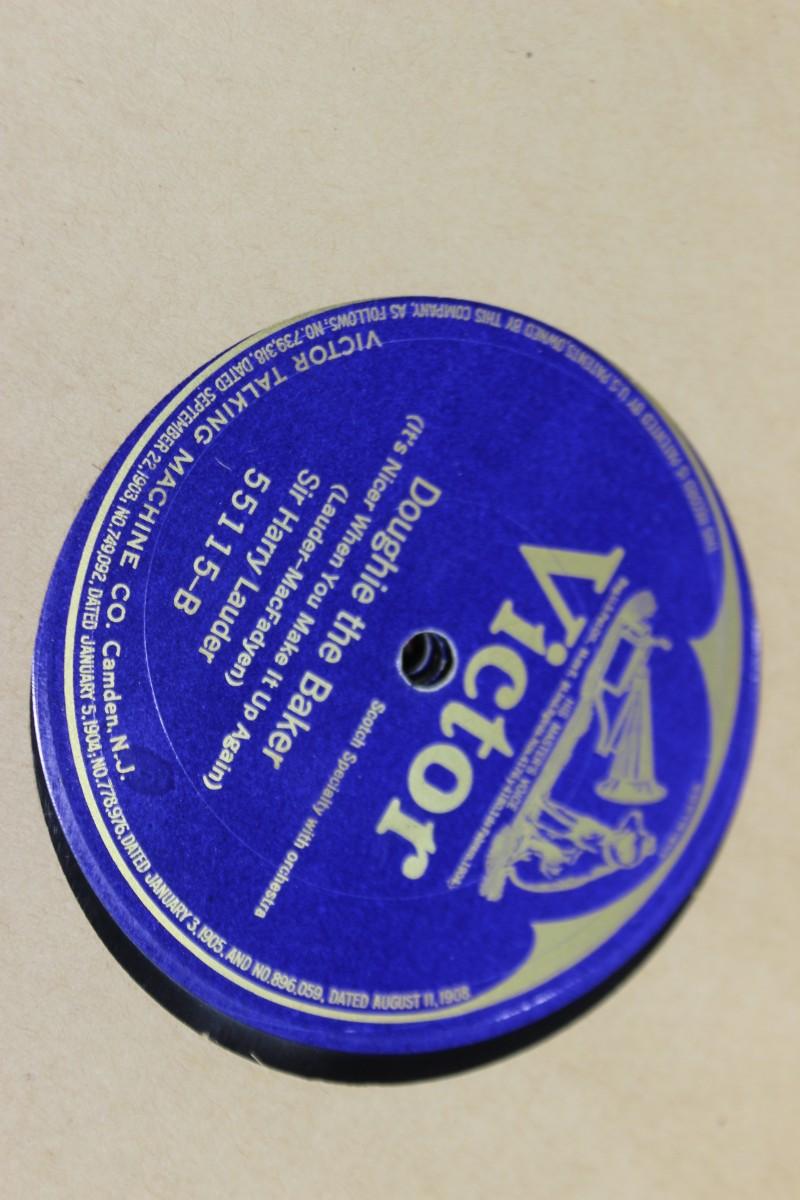 HIS MASTER'S VOICE
Victor
Scotch Specialty with orchestra
Doughie the Baker
(It's Nicer When You Make It Up Again)
(Lauder-MacFadyen)
Sir Harry Lauder
55115-B
VICTOR TALKING MACHINE CO. Camden, N.J.
THIS RECORD IS PATENTED BY U.S. PATENTS, OWNED BY THIS COMPANY, AS FOLLOWS: NO. 739,318, DATED SEPTEMBER 22, 1903; NO. 749,092, DATED JANUARY 5, 1904; NO. 778,976, DATED JANUARY 3, 1905, AND NO. 896,059, DATED AUGUST 11, 1908